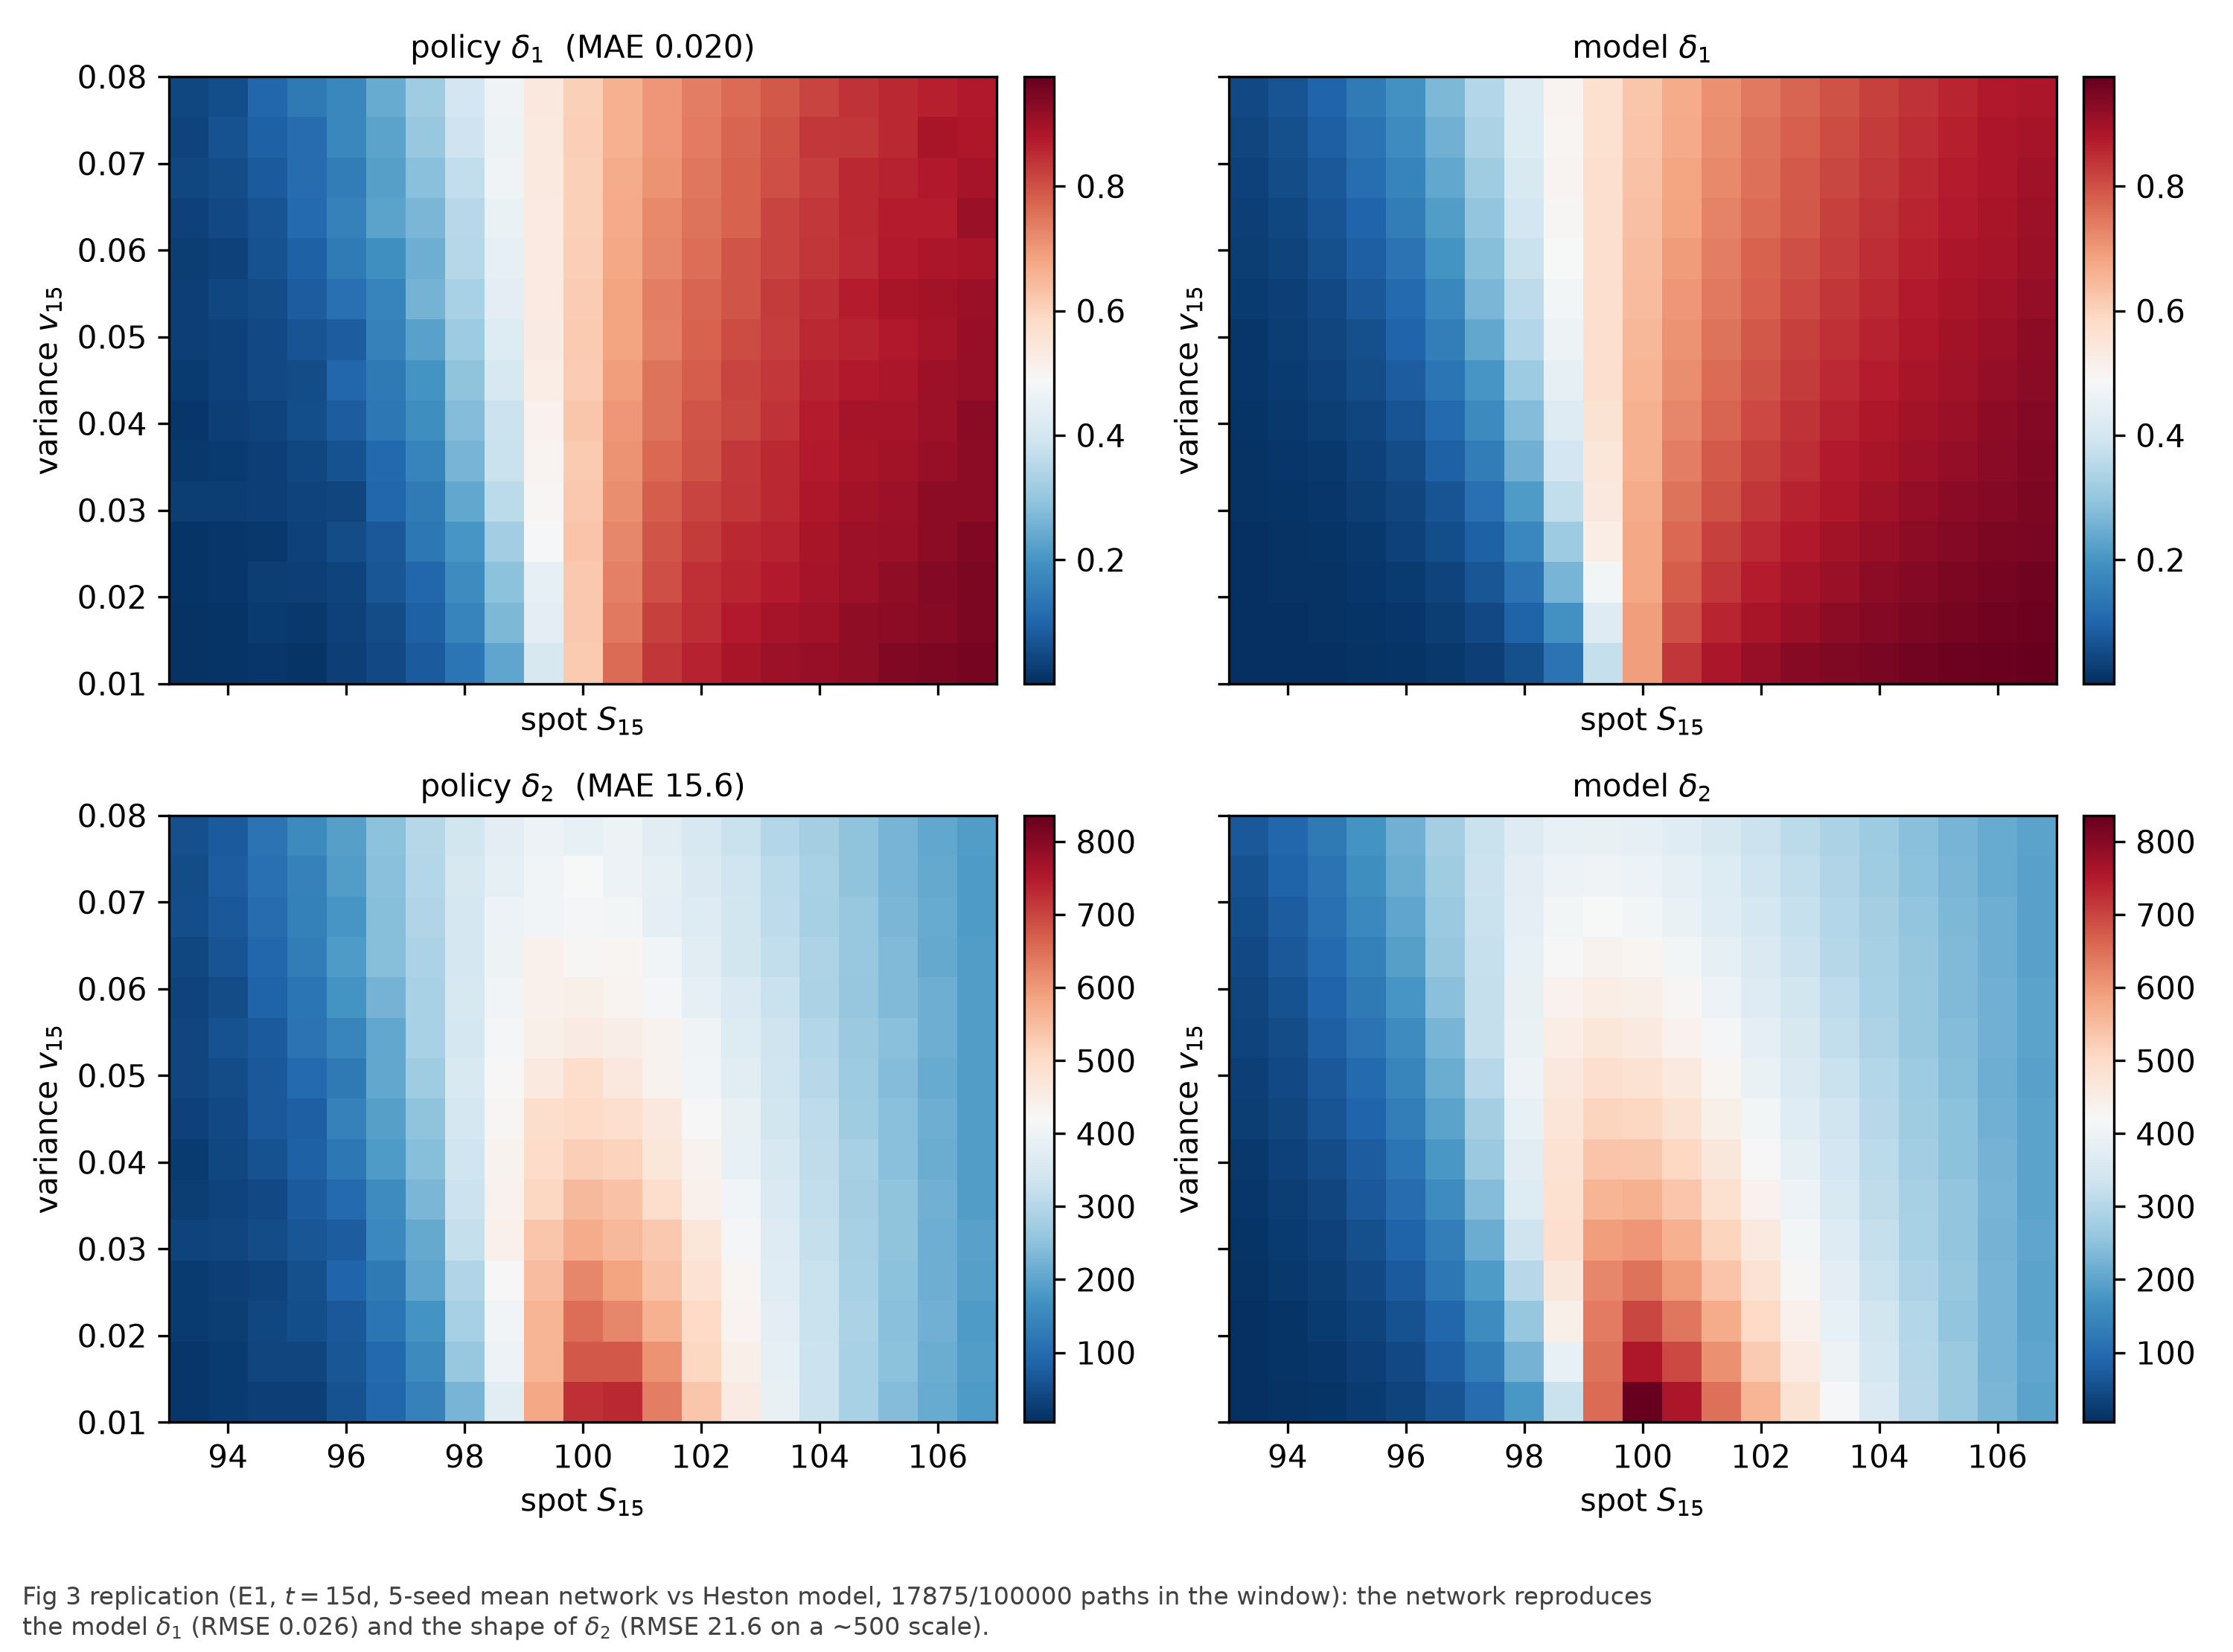 policy δ₁ (MAE 0.020)
model δ₁
0.08
0.07
0.06
0.05
0.04
0.03
0.02
0.01
variance v₁₅
spot S₁₅
0.8
0.6
0.4
0.2
variance v₁₅
spot S₁₅
0.8
0.6
0.4
0.2
policy δ₂ (MAE 15.6)
model δ₂
0.08
0.07
0.06
0.05
0.04
0.03
0.02
0.01
variance v₁₅
94 96 98 100 102 104 106
spot S₁₅
800
700
600
500
400
300
200
100
variance v₁₅
94 96 98 100 102 104 106
spot S₁₅
800
700
600
500
400
300
200
100
Fig 3 replication (E1, t = 15d, 5-seed mean network vs Heston model, 17875/100000 paths in the window): the network reproduces
the model δ₁ (RMSE 0.026) and the shape of δ₂ (RMSE 21.6 on a ~500 scale).